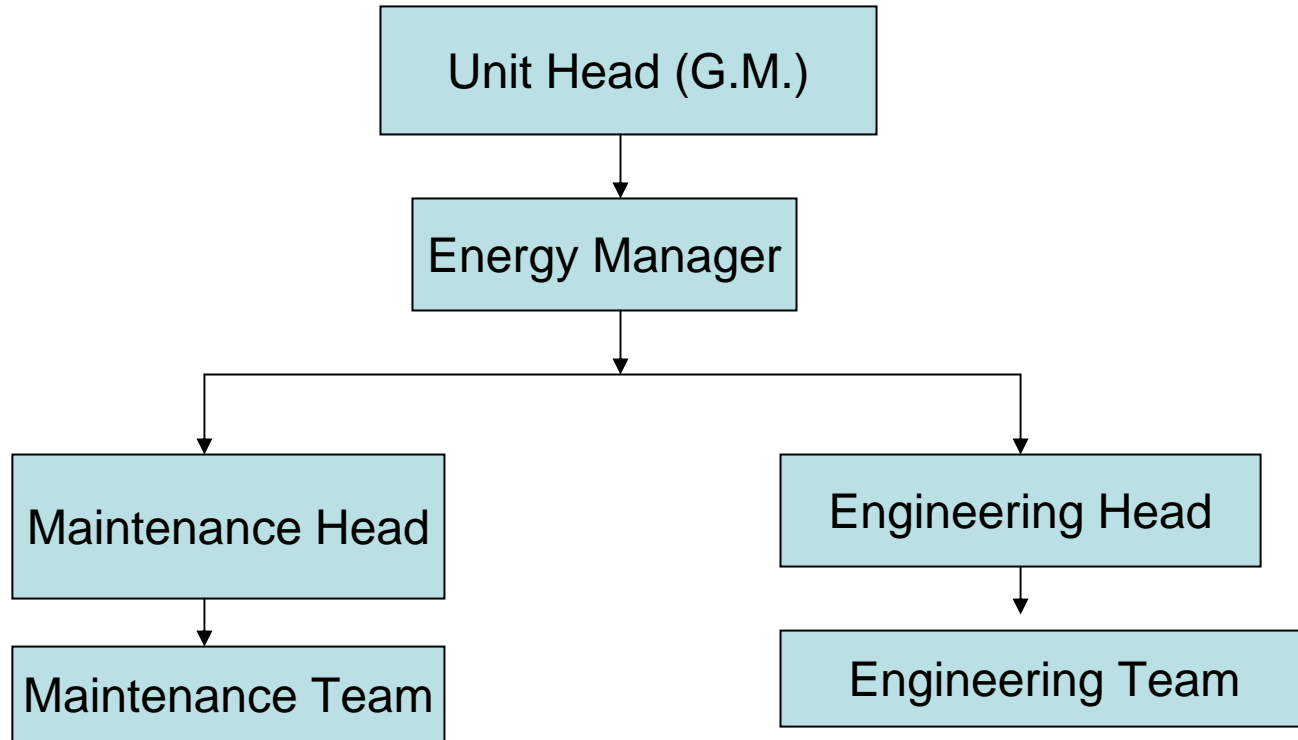 Unit Head (G.M.)
Energy Manager
Maintenance Head
Engineering Head
Maintenance Team
Engineering Team